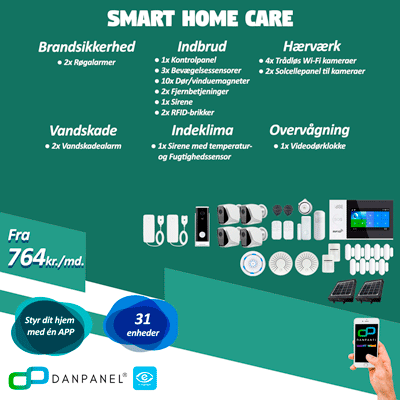 SMART HOME CARE
Brandsikkerhed
• 2x Røgalarmer
Indbrud
• 1x Kontrolpanel
• 3x Bevægelsessensorer
• 10x Dør/vinduemagneter
• 2x Fjernbetjeninger
• 1x Sirene
• 2x RFID-brikker
Hærværk
• 4x Trådløs Wi-Fi kameraer
• 2x Solcellepanel til kameraer
Vandskade
• 2x Vandskadealarm
Indeklima
• 1x Sirene med temperatur-
og Fugtighedssensor
Overvågning
• 1x Videodørklokke
Fra
764kr./md.
Styr dit hjem
med én APP
31
enheder
DANPANEL®